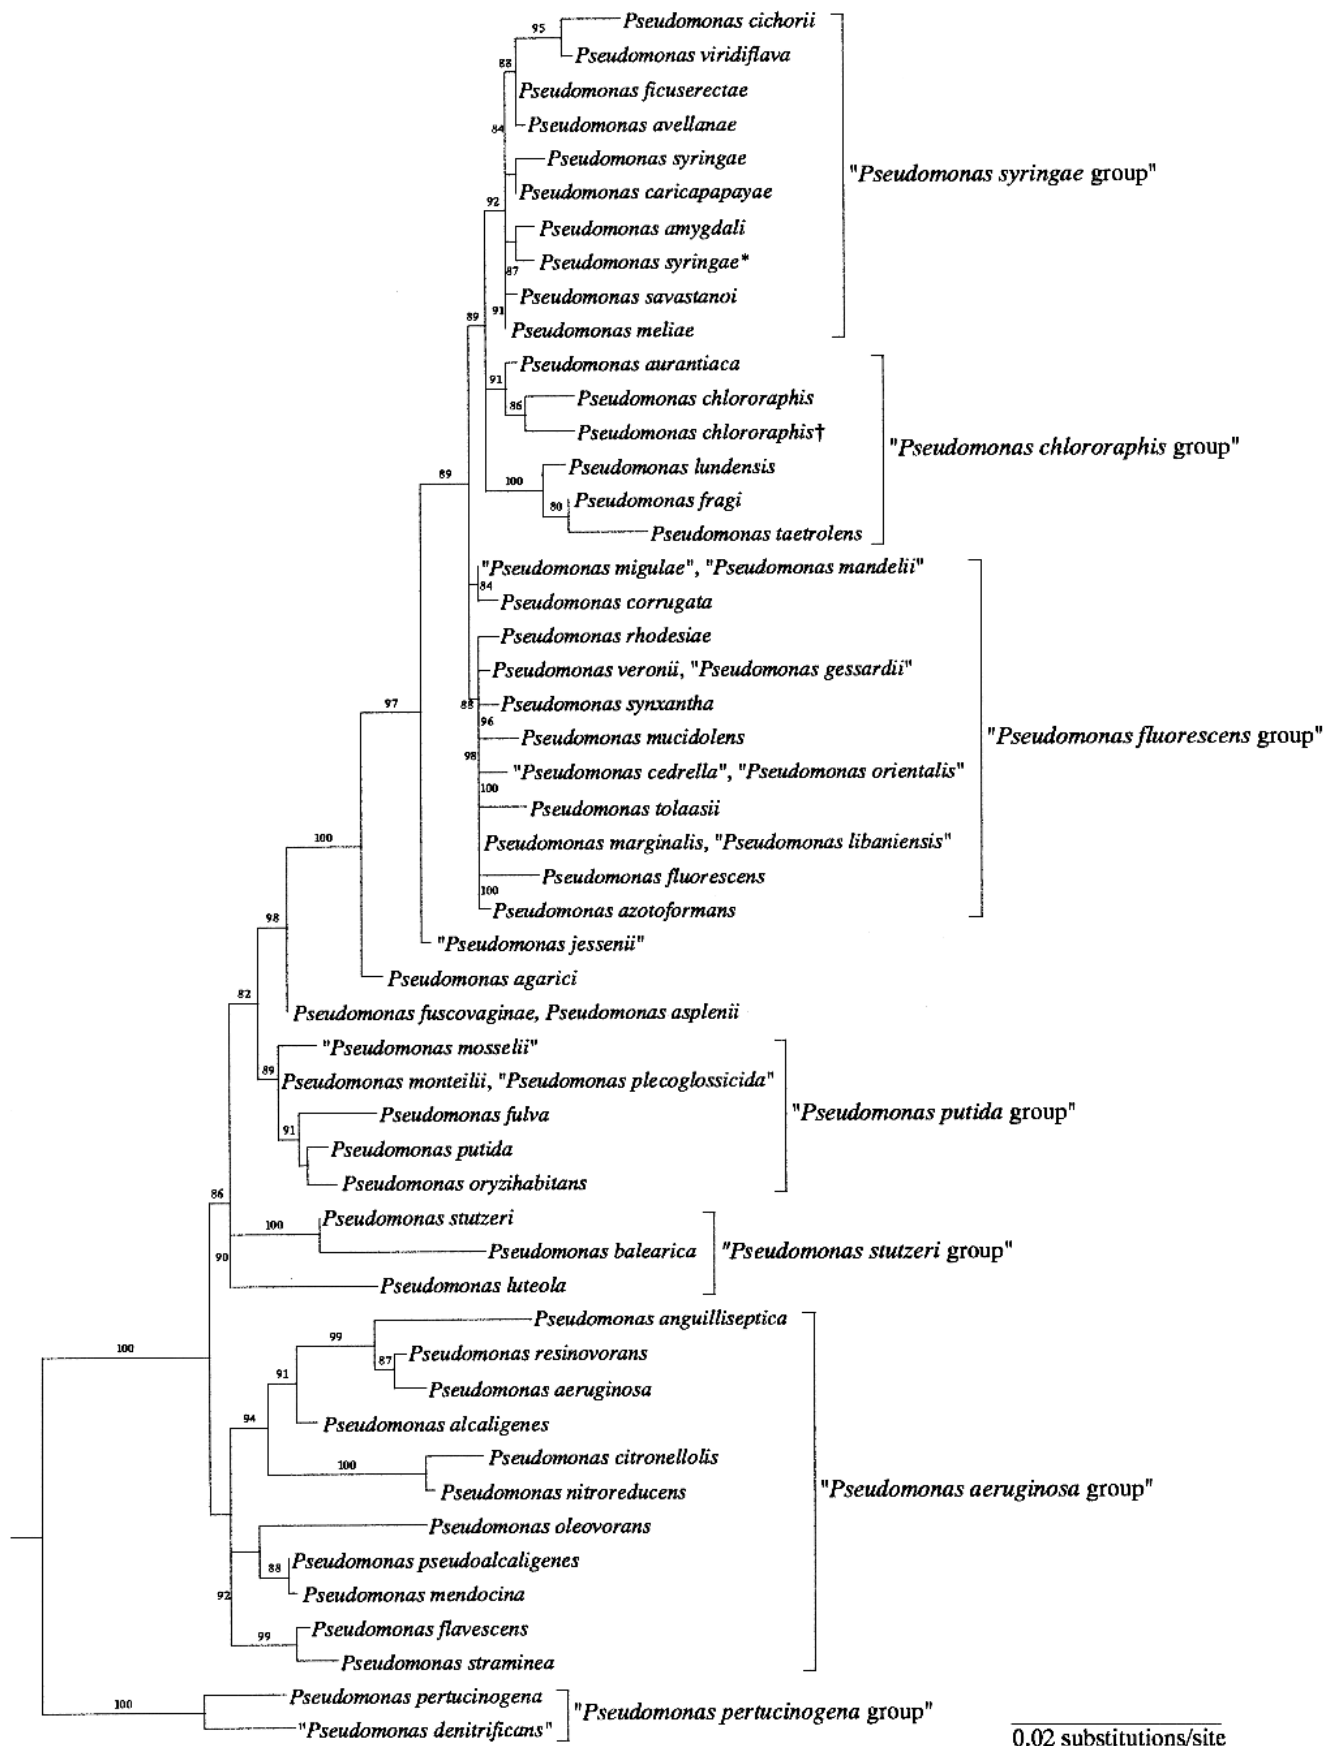 95
Pseudomonas cichorii
Pseudomonas viridiflava
88
Pseudomonas ficuserectae
Pseudomonas avellanae
84
Pseudomonas syringae
"Pseudomonas syringae group"
Pseudomonas caricapapayae
92
Pseudomonas amygdali
Pseudomonas syringae*
87
Pseudomonas savastanoi
91
Pseudomonas meliae
89
Pseudomonas aurantiaca
91
Pseudomonas chlororaphis
86
Pseudomonas chlororaphis†
"Pseudomonas chlororaphis group"
Pseudomonas lundensis
89
100
Pseudomonas fragi
80
Pseudomonas taetrolens
"Pseudomonas migulae", "Pseudomonas mandelii"
84
Pseudomonas corrugata
Pseudomonas rhodesiae
Pseudomonas veronii, "Pseudomonas gessardii"
97
88
Pseudomonas synxantha
96
Pseudomonas mucidolens
"Pseudomonas fluorescens group"
98
"Pseudomonas cedrella", "Pseudomonas orientalis"
100
Pseudomonas tolaasii
100
Pseudomonas marginalis, "Pseudomonas libaniensis"
Pseudomonas fluorescens
100
Pseudomonas azotoformans
98
"Pseudomonas jessenii"
Pseudomonas agarici
82
Pseudomonas fuscovaginae, Pseudomonas asplenii
"Pseudomonas mosselii"
89
Pseudomonas monteilii, "Pseudomonas plecoglossicida"
Pseudomonas fulva
"Pseudomonas putida group"
91
Pseudomonas putida
Pseudomonas oryzihabitans
86
Pseudomonas stutzeri
100
90
Pseudomonas balearica
"Pseudomonas stutzeri group"
Pseudomonas luteola
Pseudomonas anguilliseptica
100
99
87
Pseudomonas resinovorans
91
Pseudomonas aeruginosa
94
Pseudomonas alcaligenes
Pseudomonas citronellolis
100
Pseudomonas nitroreducens
"Pseudomonas aeruginosa group"
Pseudomonas oleovorans
Pseudomonas pseudoalcaligenes
88
92
Pseudomonas mendocina
Pseudomonas flavescens
99
Pseudomonas straminea
Pseudomonas pertucinogena
100
"Pseudomonas pertucinogena group"
"Pseudomonas denitrificans"
0.02 substitutions/site